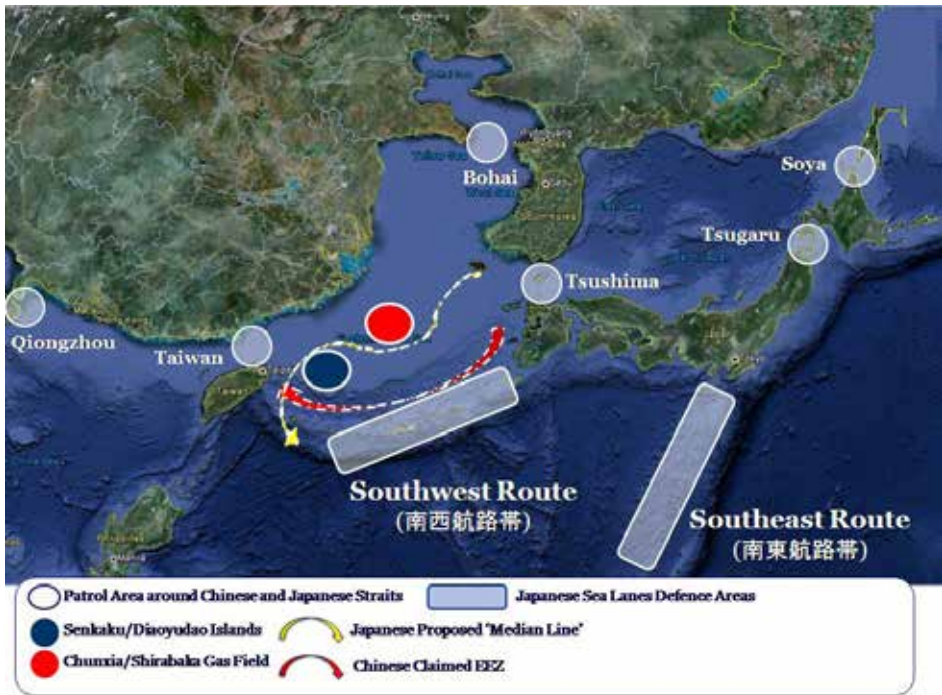 Bohai
Soya
Tsugaru
Tsushima
Qiongzhou
Taiwan
Southwest Route
(南西航路帯)
Southeast Route
(南東航路帯)
Manila
Patrol Area around Chinese and Japanese Straits
Japanese Sea Lanes Defence Areas
Senkaku/Diaoyudao Islands
Japanese Proposed 'Median Line'
Chunxia/Shirabaka Gas Field
Chinese Claimed EEZ